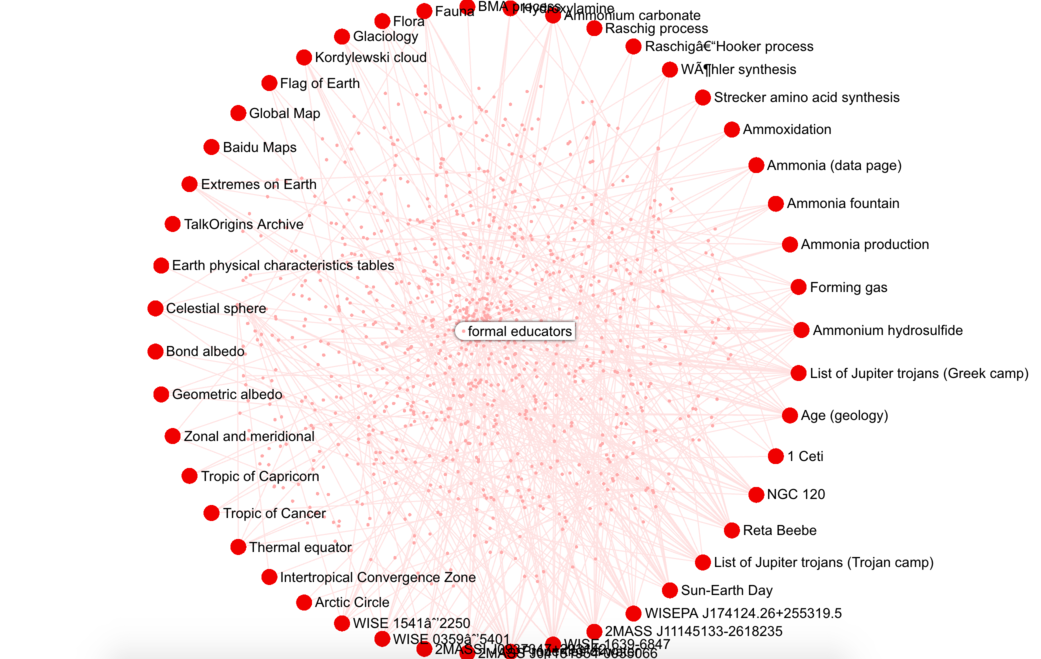 BMA process
Hydroxylamine
Fauna
Ammonium carbonate
Flora
Raschig process
Glaciology
Raschigâ€“Hooker process
Kordylewski cloud
WÃ¶hler synthesis
Flag of Earth
Strecker amino acid synthesis
Global Map
Ammoxidation
Baidu Maps
Ammonia (data page)
Extremes on Earth
Ammonia fountain
TalkOrigins Archive
Ammonia production
Earth physical characteristics tables
Forming gas
Celestial sphere
formal educators
Ammonium hydrosulfide
Bond albedo
List of Jupiter trojans (Greek camp)
Geometric albedo
Age (geology)
Zonal and meridional
1 Ceti
Tropic of Capricorn
NGC 120
Tropic of Cancer
Reta Beebe
Thermal equator
List of Jupiter trojans (Trojan camp)
Intertropical Convergence Zone
Sun-Earth Day
Arctic Circle
WISEPA J174124.26+255319.5
WISE 1541âˆ’2250
2MASS J11145133-2618235
WISE 0359âˆ’5401
WISE 1639-6847
2MASS